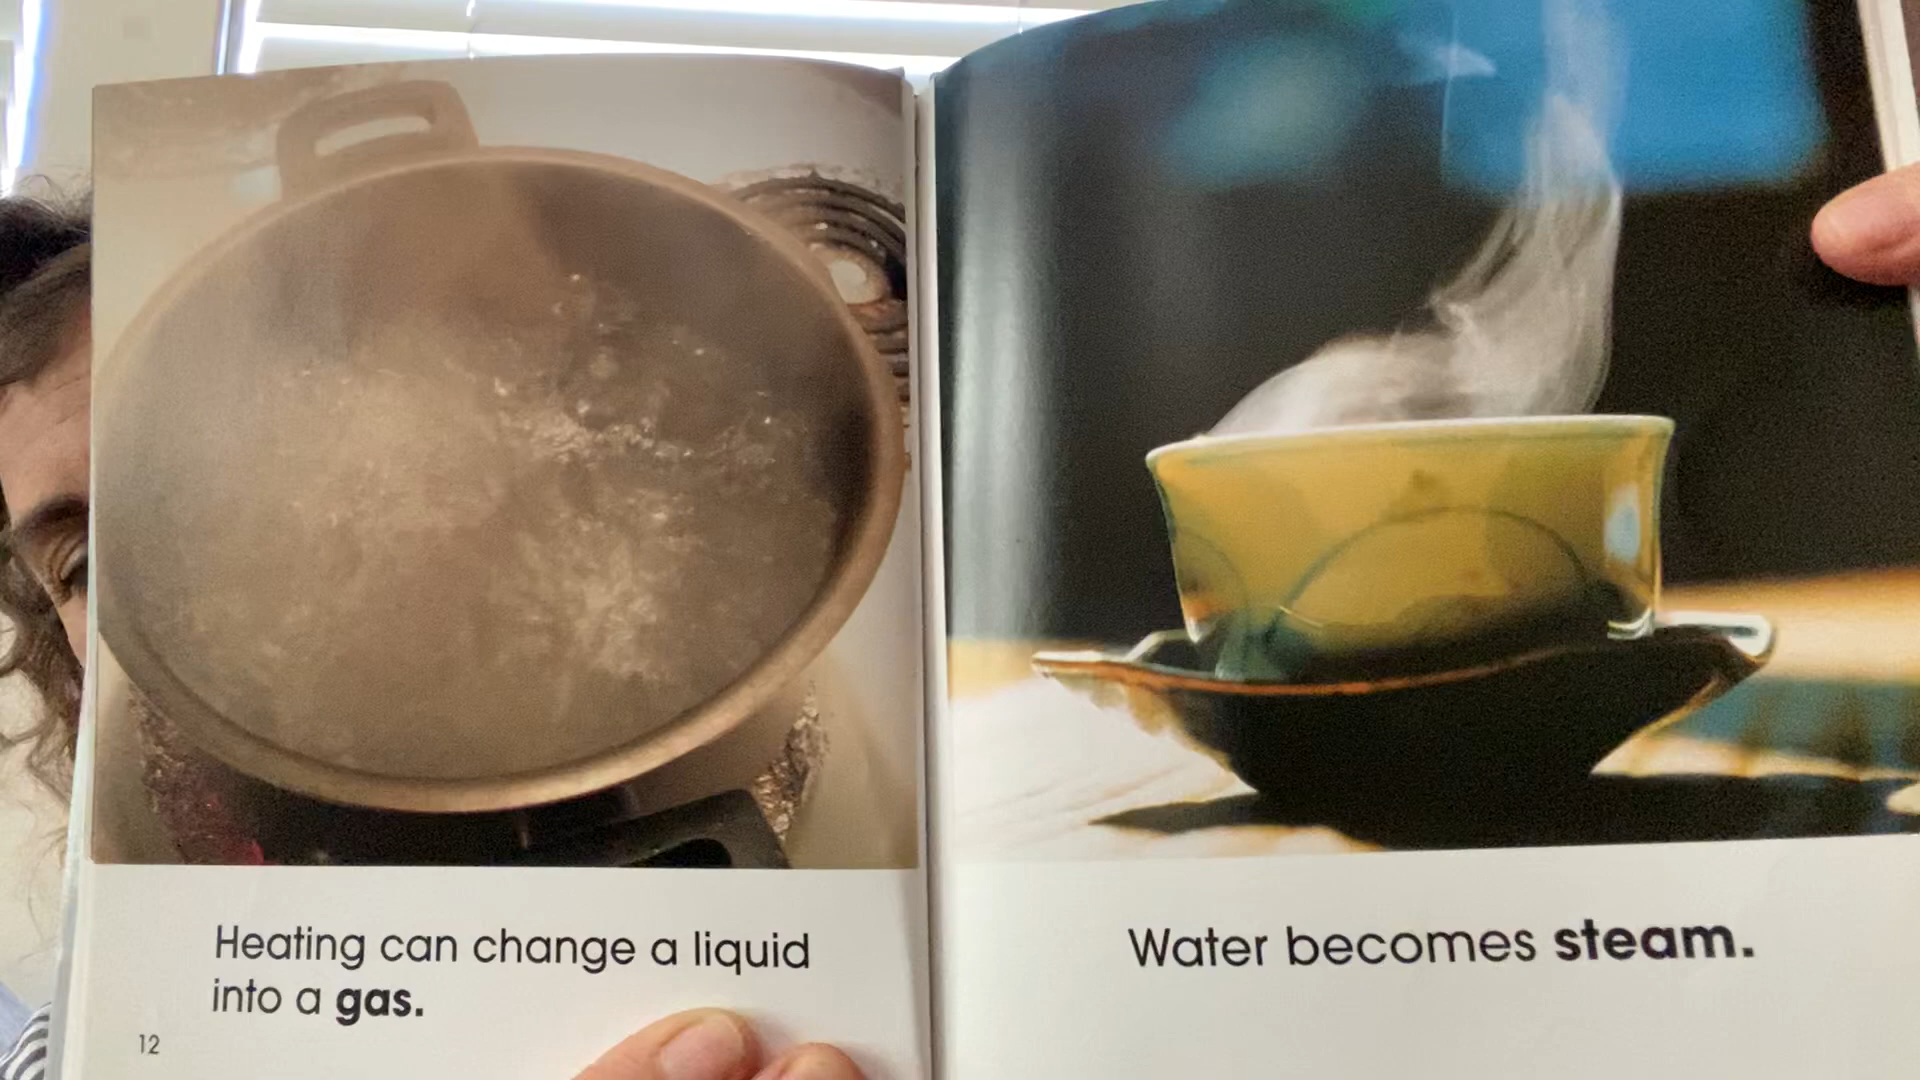 Heating can change a liquid
into a gas.
12
Water becomes steam.